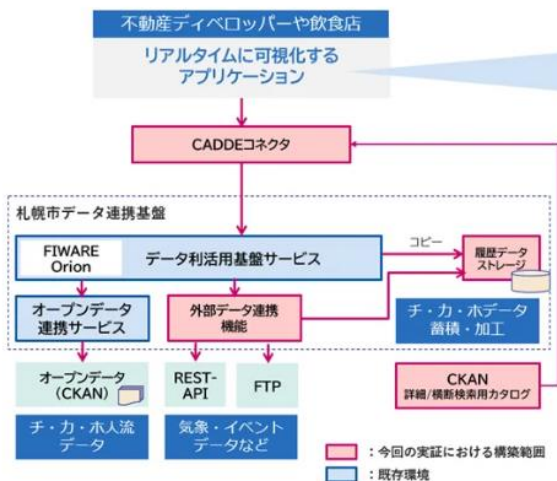 不動産ディベロッパーや飲食店
リアルタイムに可視化する
アプリケーション
CADDEコネクタ
札幌市データ連携基盤
FIWARE
Orion
データ利活用基盤サービス
コピー
履歴データ
ストレージ
オープンデータ
連携サービス
外部データ連携
機能
チ・カ・ホデータ
蓄積・加工
オープンデータ
(CKAN)
REST-
API
FTP
CKAN
詳細/横断検索用カタログ
チ・カ・ホ人流
データ
気象・イベント
データなど
：今回の実証における構築範囲
：既存環境